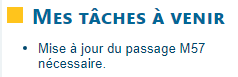 Mes tâches à venir
• Mise à jour du passage M57
nécessaire.